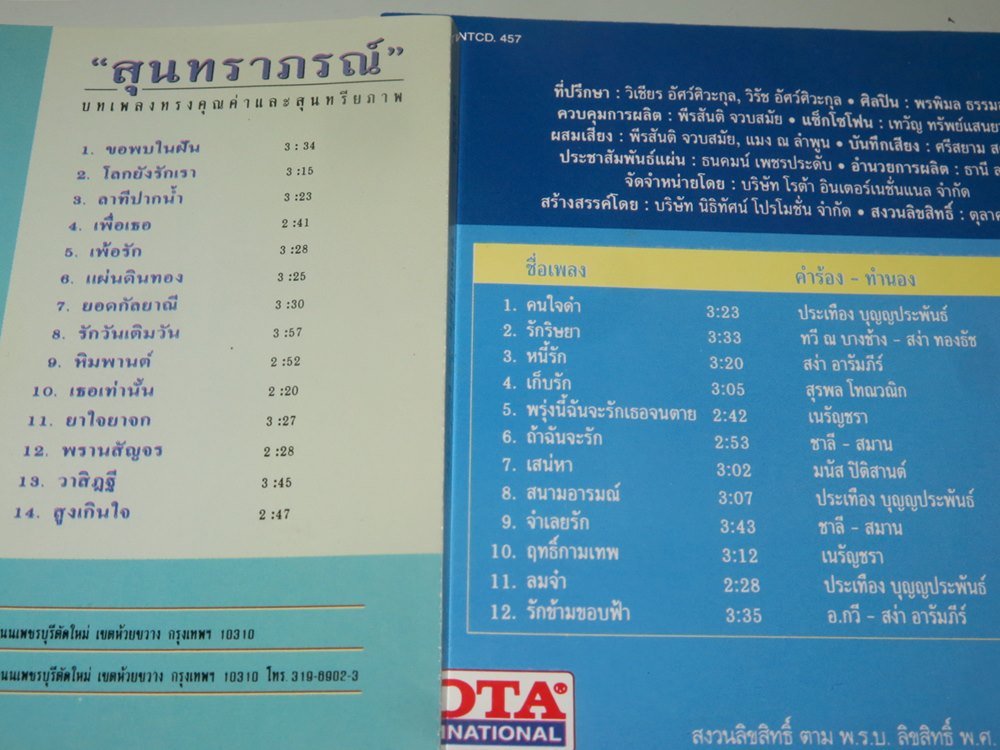 “สุนทราภรณ์”
บทเพลงทรงคุณค่าและสุนทรียภาพ
1. ขอพบในฝัน 3:34
2. โลกยังรักเรา 3:15
3. ลาทีปากน้ำ 3:23
4. เพื่อเธอ 2:41
5. เพ้อรัก 3:28
6. แผ่นดินทอง 3:25
7. ยอดกัลยาณี 3:30
8. รักวันเติมวัน 3:57
9. หิมพานต์ 2:52
10. เธอเท่านั้น 2:20
11. ยาใจยาจก 3:27
12. พรานสัญจร 2:28
13. วาสิฏฐี 3:45
14. สูงเกินใจ 2:47
นนเพชรบุรีตัดใหม่ เขตห้วยขวาง กรุงเทพฯ 10310
นนเพชรบุรีตัดใหม่ เขตห้วยขวาง กรุงเทพฯ 10310 โทร. 319-6902-3
NTCD. 457
ที่ปรึกษา : วิเชียร อัศว์ศิวะกุล, วิรัช อัศว์ศิวะกุล • ศิลปิน : พรพิมล ธรรม
ควบคุมการผลิต : พีรสันติ จวบสมัย • แซ็กโซโฟน : เทวัญ ทรัพย์แสนย
ผสมเสียง : พีรสันติ จวบสมัย, แมง ณ ลำพูน • บันทึกเสียง : ศรีสยาม
ประชาสัมพันธ์แผ่น : ธนคมน์ เพชรประดับ • อำนวยการผลิต : ธานี
จัดจำหน่ายโดย : บริษัท โรต้า อินเตอร์เนชั่นแนล จำกัด
สร้างสรรค์โดย : บริษัท นิธิทัศน์ โปรโมชั่น จำกัด • สงวนลิขสิทธิ์ : ตุลาค
ชื่อเพลง คำร้อง - ทำนอง
1. คนใจดำ 3:23 ประเทือง บุญญประพันธ์
2. รักริษยา 3:33 ทวี ณ บางช้าง - สง่า ทองธัช
3. หนี้รัก 3:20 สง่า อารัมภีร์
4. เก็บรัก 3:05 สุรพล โทณวณิก
5. พรุ่งนี้ฉันจะรักเธอจนตาย 2:42 เนรัญชรา
6. ถ้าฉันจะรัก 2:53 ชาลี - สมาน
7. เสน่หา 3:02 มนัส ปิติสานต์
8. สนามอารมณ์ 3:07 ประเทือง บุญญประพันธ์
9. จำเลยรัก 3:43 ชาลี - สมาน
10. ฤทธิ์กามเทพ 3:12 เนรัญชรา
11. ลมจ๋า 2:28 ประเทือง บุญญประพันธ์
12. รักข้ามขอบฟ้า 3:35 อ.กวี - สง่า อารัมภีร์
OTA®
NATIONAL
สงวนลิขสิทธิ์ ตาม พ.ร.บ. ลิขสิทธิ์ พ.ศ.